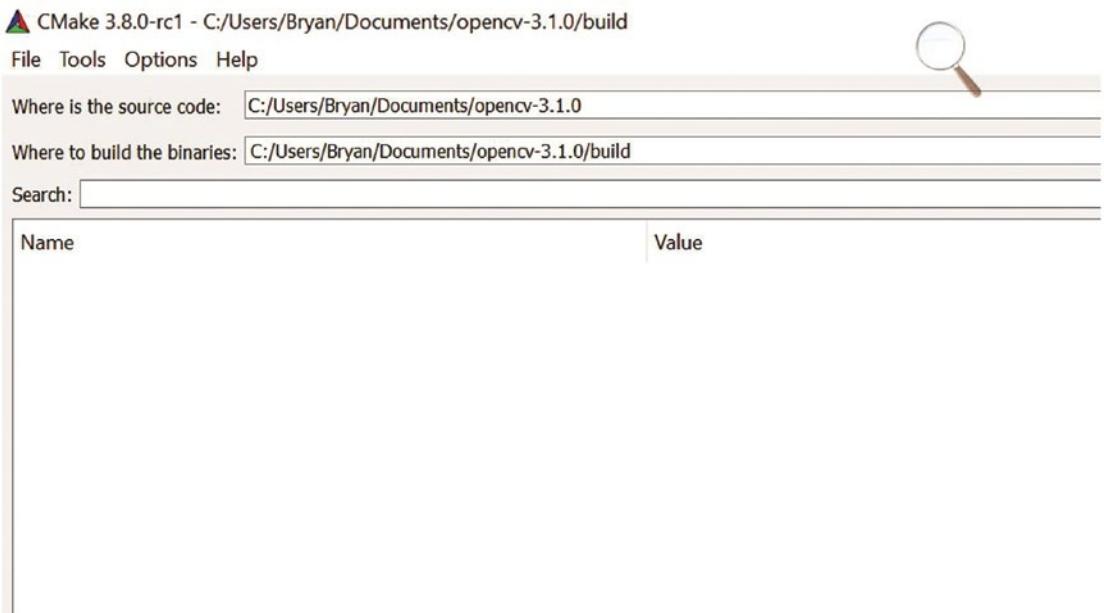 CMake 3.8.0-rc1 - C:/Users/Bryan/Documents/opencv-3.1.0/build
File Tools Options Help
Where is the source code: C:/Users/Bryan/Documents/opencv-3.1.0
Where to build the binaries: C:/Users/Bryan/Documents/opencv-3.1.0/build
Search:
Name Value